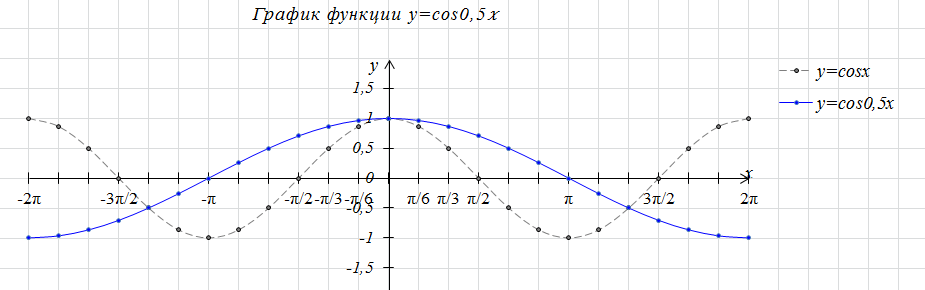 График функции y=cos0,5x
y
1,5
1
0,5
0
-0,5
-1
-1,5
x
-2π -3π/2 -π -π/2 -π/3 -π/6 π/6 π/3 π/2 π 3π/2 2π
y=cosx
y=cos0,5x